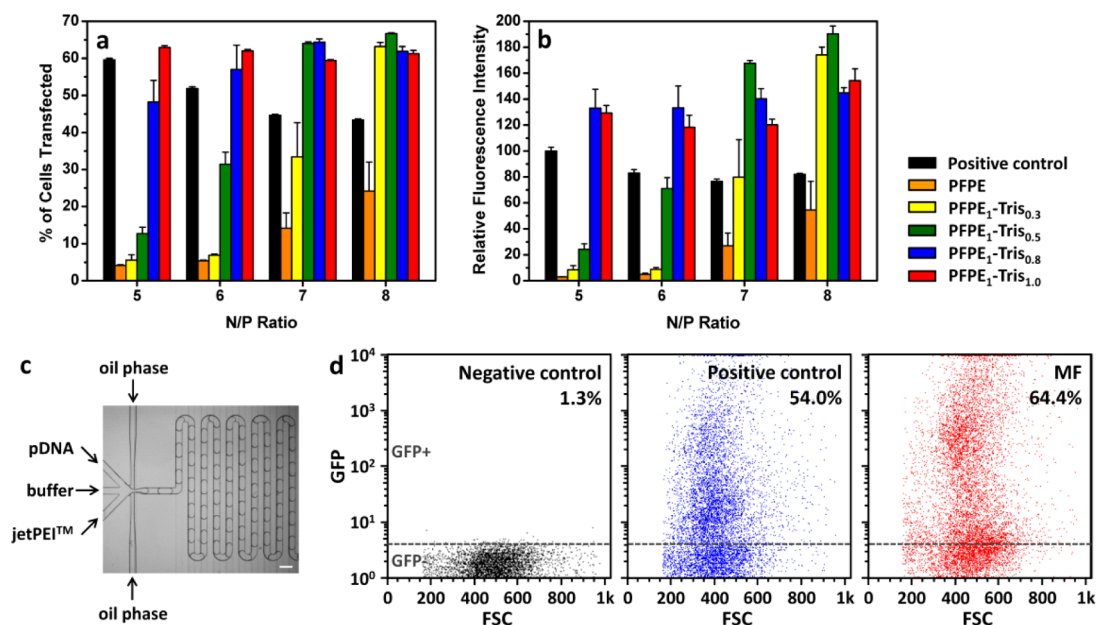 a
% of Cells Transfected
70
60
50
40
30
20
10
0
5 6 7 8
N/P Ratio
b
Relative Fluorescence Intensity
200
180
160
140
120
100
80
60
40
20
0
5 6 7 8
N/P Ratio
Positive control
PFPE
PFPE₁-Tris₀.₃
PFPE₁-Tris₀.₅
PFPE₁-Tris₀.₈
PFPE₁-Tris₁.₀
c
oil phase
pDNA
buffer
jetPEI™
oil phase
d
GFP
10⁴
10³
10²
10¹
10⁰
Negative control
1.3%
GFP+
GFP-
0 200 400 600 800 1k
FSC
Positive control
54.0%
0 200 400 600 800 1k
FSC
MF
64.4%
0 200 400 600 800 1k
FSC